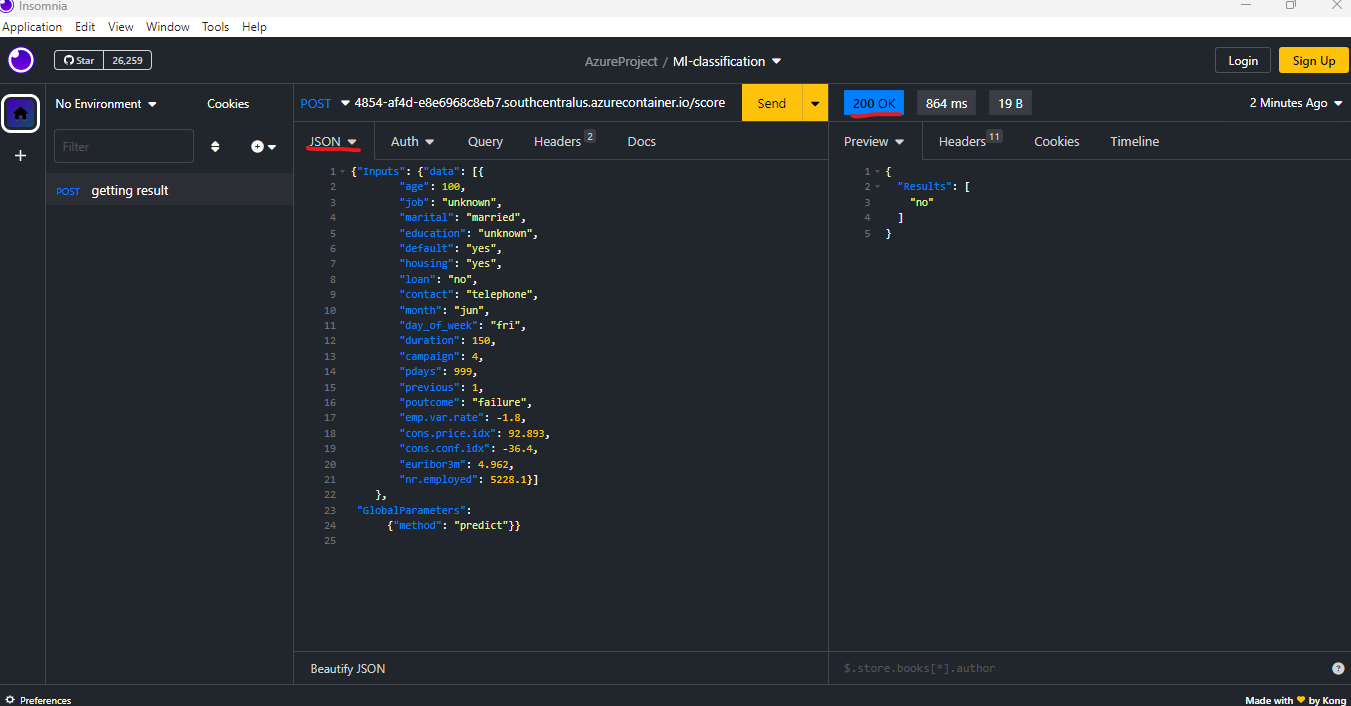 Insomnia
Application Edit View Window Tools Help
Star 26,259
AzureProject / Ml-classification
Login Sign Up
No Environment Cookies
Filter
POST getting result
POST 4854-af4d-e8e6968c8eb7.southcentralus.azurecontainer.io/score Send
200 OK 864 ms 19 B 2 Minutes Ago
JSON Auth Query Headers 2 Docs
1 {"Inputs": {"data": [{
2 "age": 100,
3 "job": "unknown",
4 "marital": "married",
5 "education": "unknown",
6 "default": "yes",
7 "housing": "yes",
8 "loan": "no",
9 "contact": "telephone",
10 "month": "jun",
11 "day_of_week": "fri",
12 "duration": 150,
13 "campaign": 4,
14 "pdays": 999,
15 "previous": 1,
16 "poutcome": "failure",
17 "emp.var.rate": -1.8,
18 "cons.price.idx": 92.893,
19 "cons.conf.idx": -36.4,
20 "euribor3m": 4.962,
21 "nr.employed": 5228.1}]
22 },
23 "GlobalParameters":
24 {"method": "predict"}}
25
Beautify JSON
Preview Headers 11 Cookies Timeline
1 {
2 "Results": [
3 "no"
4 ]
5 }
$.store.books[*].author ?
Preferences
Made with by Kong